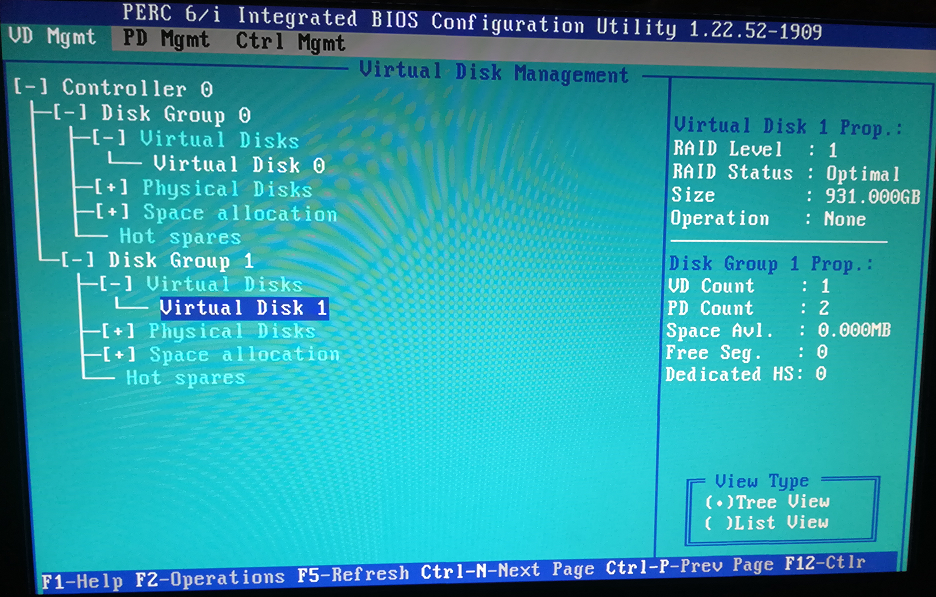 PERC 6/i Integrated BIOS Configuration Utility 1.22.52-1909
VD Mgmt PD Mgmt Ctrl Mgmt
Virtual Disk Management
[-] Controller 0
[-] Disk Group 0
[-] Virtual Disks
Virtual Disk 0
[+] Physical Disks
[+] Space allocation
Hot spares
[-] Disk Group 1
[-] Virtual Disks
Virtual Disk 1
[+] Physical Disks
[+] Space allocation
Hot spares
Virtual Disk 1 Prop.:
RAID Level : 1
RAID Status : Optimal
Size : 931.000GB
Operation : None
Disk Group 1 Prop.:
VD Count : 1
PD Count : 2
Space Avl. : 0.000MB
Free Seg. : 0
Dedicated HS: 0
View Type
(•)Tree View
( )List View
F1-Help F2-Operations F5-Refresh Ctrl-N-Next Page Ctrl-P-Prev Page F12-Ctlr